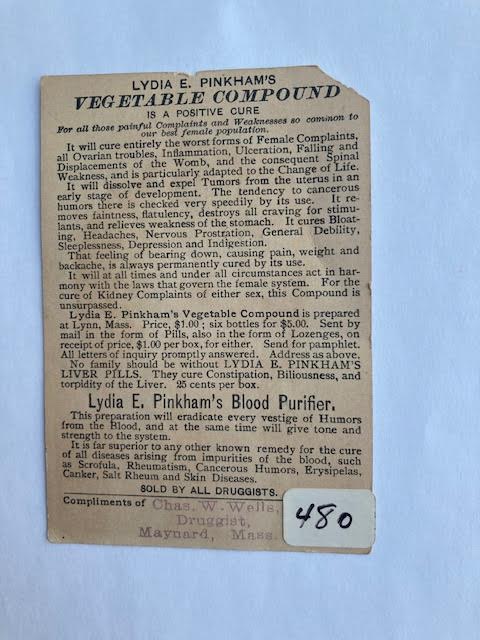 LYDIA E. PINKHAM'S
VEGETABLE COMPOUND
IS A POSITIVE CURE
For all those painful Complaints and Weaknesses so common to
our best female population.
It will cure entirely the worst forms of Female Complaints,
all Ovarian troubles, Inflammation, Ulceration, Falling and
Displacements of the Womb, and the consequent Spinal
Weakness, and is particularly adapted to the Change of Life.
It will dissolve and expel Tumors from the uterus in an
early stage of development. The tendency to cancerous
humors there is checked very speedily by its use. It re-
moves faintness, flatulency, destroys all craving for stimu-
lants, and relieves weakness of the stomach. It cures Bloat-
ing, Headaches, Nervous Prostration, General Debility,
Sleeplessness, Depression and Indigestion.
That feeling of bearing down, causing pain, weight and
backache, is always permanently cured by its use.
It will at all times and under all circumstances act in har-
mony with the laws that govern the female system. For the
cure of Kidney Complaints of either sex, this Compound is
unsurpassed.
Lydia E. Pinkham's Vegetable Compound is prepared
at Lynn, Mass. Price, $1.00; six bottles for $5.00. Sent by
mail in the form of Pills, also in the form of Lozenges, on
receipt of price, $1.00 per box, for either. Send for pamphlet.
All letters of inquiry promptly answered. Address as above.
No family should be without LYDIA E. PINKHAM'S
LIVER PILLS. They cure Constipation, Biliousness, and
torpidity of the Liver. 25 cents per box.
Lydia E. Pinkham's Blood Purifier.
This preparation will eradicate every vestige of Humors
from the Blood, and at the same time will give tone and
strength to the system.
It is far superior to any other known remedy for the cure
of all diseases arising from impurities of the blood, such
as Scrofula, Rheumatism, Cancerous Humors, Erysipelas,
Canker, Salt Rheum and Skin Diseases.
SOLD BY ALL DRUGGISTS.
Compliments of Chas. W. Wells,
Druggist,
Maynard, Mass.
480